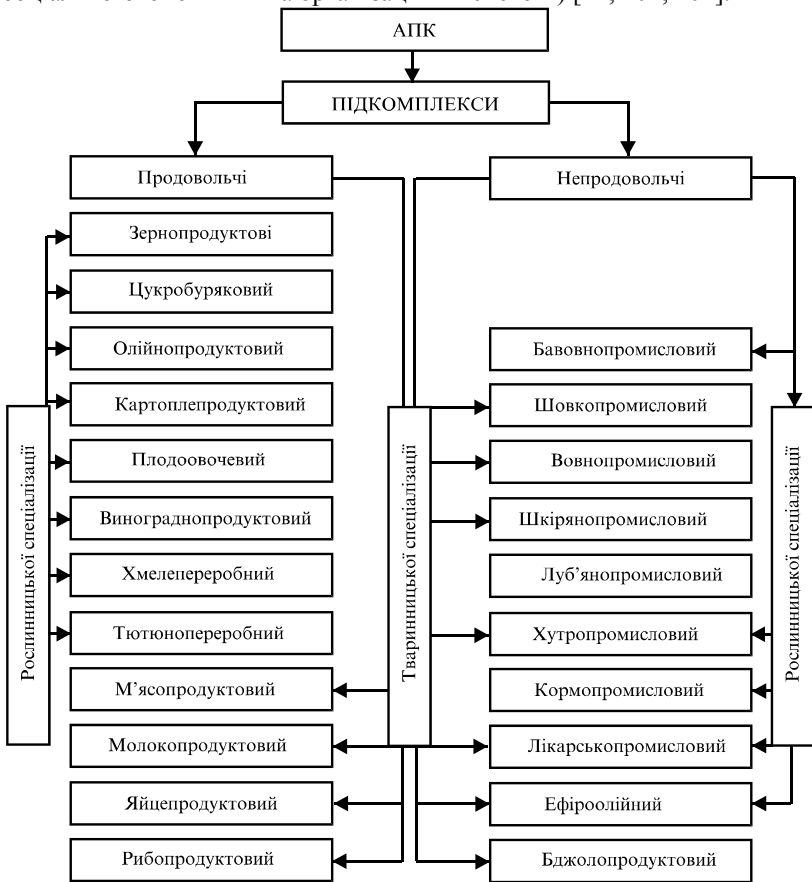 АПК
ПІДКОМПЛЕКСИ
Продовольчі
Непродовольчі
Зернопродуктові
Цукробуряковий
Олійнопродуктовий
Картоплепродуктовий
Плодоовочевий
Винограднопродуктовий
Хмелепереробний
Тютюнопереробний
М’ясопродуктовий
Молокопродуктовий
Яйцепродуктовий
Рибопродуктовий
Рослинницької спеціалізації
Тваринницької спеціалізації
Бавовнопромисловий
Шовкопромисловий
Вовнопромисловий
Шкірянопромисловий
Луб’янопромисловий
Хутропромисловий
Кормопромисловий
Лікарськопромисловий
Ефіроолійний
Бджолопродуктовий
Рослинницької спеціалізації